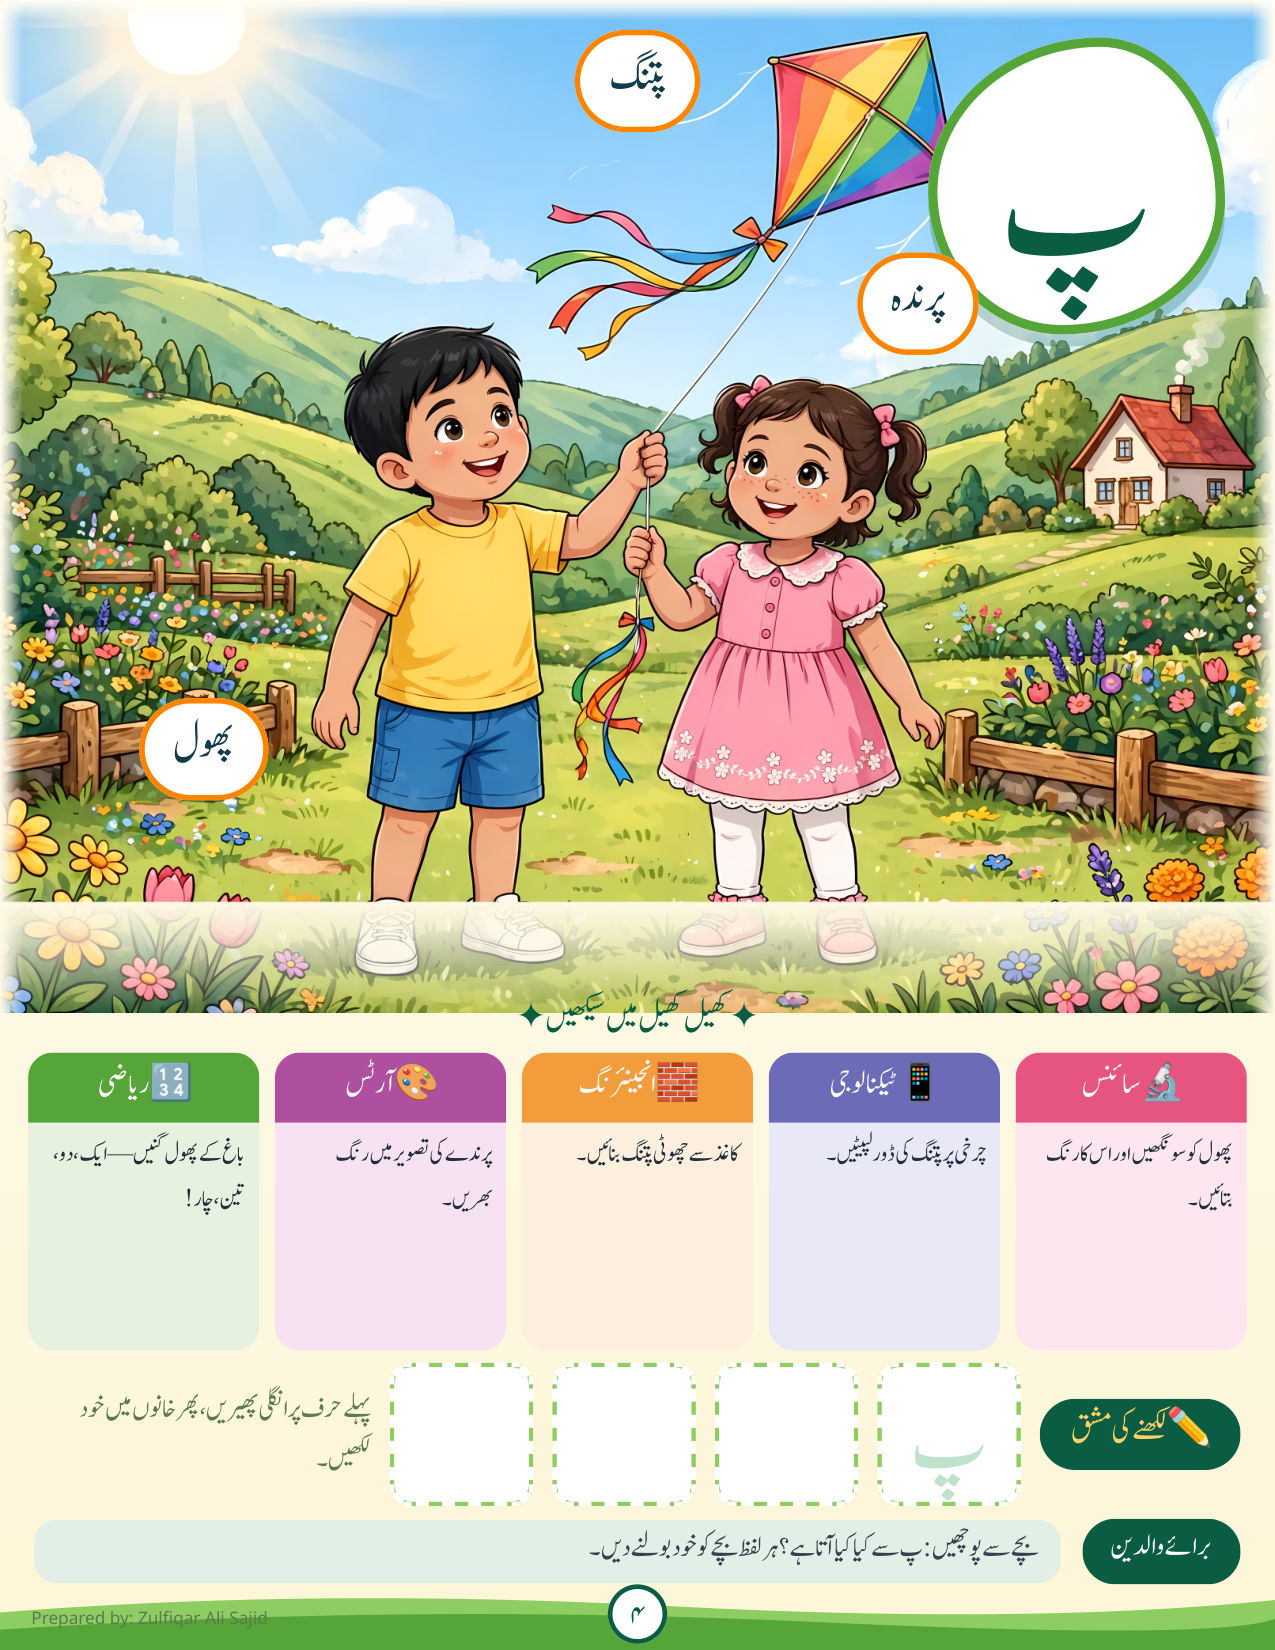 پتنگ
پ
پرندہ
پھول
✦ کھیل کھیل میں سیکھیں ✦
🔬 سائنس
پھول کو سونگھیں اور اس کا رنگ
بتائیں۔
📱 ٹیکنالوجی
چرخی پر پتنگ کی ڈور لپیٹیں۔
🧱 انجینئرنگ
کاغذ سے چھوٹی پتنگ بنائیں۔
🎨 آرٹس
پرندے کی تصویر میں رنگ
بھریں۔
🔢 ریاضی
باغ کے پھول گنیں — ایک، دو،
تین، چار!
✏️ لکھنے کی مشق
پ
پہلے حرف پر انگلی پھیریں، پھر خانوں میں خود
لکھیں۔
برائے والدین
بچے سے پوچھیں: پ سے کیا کیا آتا ہے؟ ہر لفظ بچے کو خود بولنے دیں۔
Prepared by: Zulfiqar Ali Sajid
۴